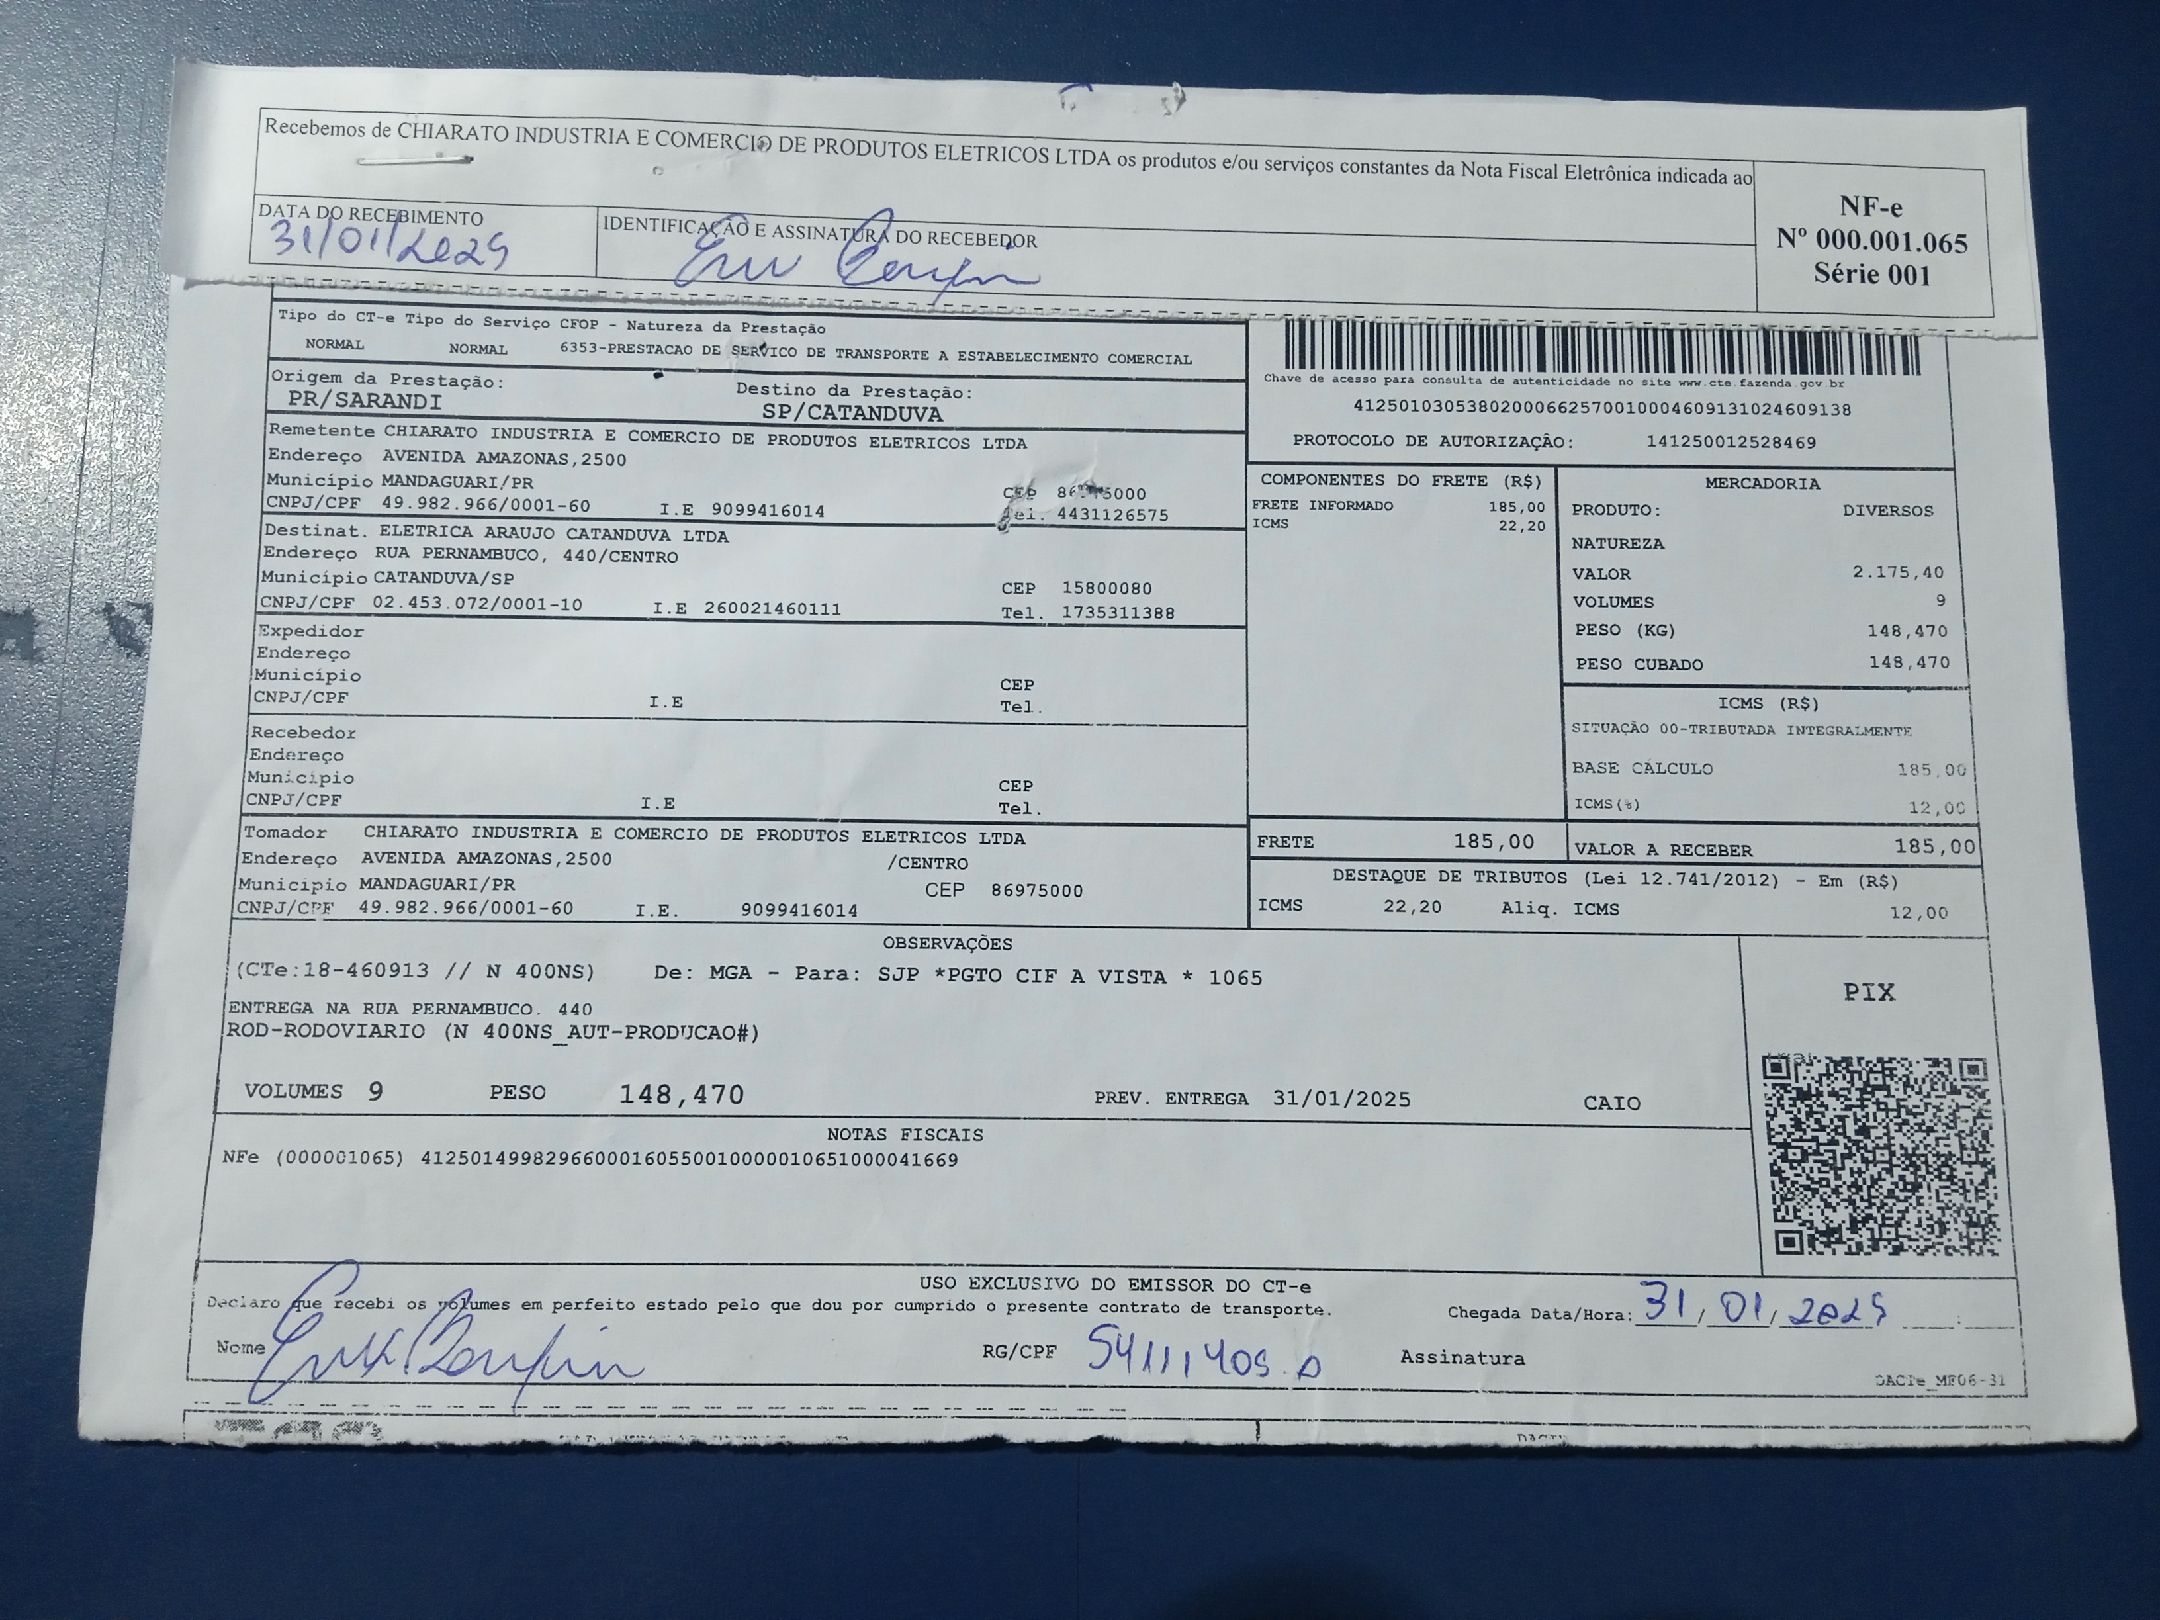 Recebemos de CHIARATO INDUSTRIA E COMERCIO DE PRODUTOS ELETRICOS LTDA os produtos e/ou serviços constantes da Nota Fiscal Eletrônica indicada ao
NF-e
Nº 000.001.065
Série 001
DATA DO RECEBIMENTO
31/01/2025
IDENTIFICAÇÃO E ASSINATURA DO RECEBEDOR
Tipo do CT-e Tipo do Serviço CFOP - Natureza da Prestação
NORMAL NORMAL 6353-PRESTACAO DE SERVICO DE TRANSPORTE A ESTABELECIMENTO COMERCIAL
Origem da Prestação: Destino da Prestação:
PR/SARANDI SP/CATANDUVA
Chave de acesso para consulta de autenticidade no site www.cte.fazenda.gov.br
41250103053802000662570010004609131024609138
PROTOCOLO DE AUTORIZAÇÃO: 141250012528469
Remetente CHIARATO INDUSTRIA E COMERCIO DE PRODUTOS ELETRICOS LTDA
Endereço AVENIDA AMAZONAS,2500
Município MANDAGUARI/PR CEP
CNPJ/CPF 49.982.966/0001-60 I.E 9099416014 Tel. 4431126575
Destinat. ELETRICA ARAUJO CATANDUVA LTDA
Endereço RUA PERNAMBUCO, 440/CENTRO
Município CATANDUVA/SP CEP 15800080
CNPJ/CPF 02.453.072/0001-10 I.E 260021460111 Tel. 1735311388
Expedidor
Endereço
Município CEP
CNPJ/CPF I.E Tel.
Recebedor
Endereço
Município CEP
CNPJ/CPF I.E Tel.
Tomador CHIARATO INDUSTRIA E COMERCIO DE PRODUTOS ELETRICOS LTDA
Endereço AVENIDA AMAZONAS,2500 /CENTRO
Município MANDAGUARI/PR CEP 86975000
CNPJ/CPF 49.982.966/0001-60 I.E. 9099416014
COMPONENTES DO FRETE (R$)
FRETE INFORMADO 185,00
ICMS 22,20
MERCADORIA
PRODUTO: DIVERSOS
NATUREZA
VALOR 2.175,40
VOLUMES 9
PESO (KG) 148,470
PESO CUBADO 148,470
ICMS (R$)
SITUAÇÃO 00-TRIBUTADA INTEGRALMENTE
BASE CÁLCULO 185,00
ICMS(%) 12,00
FRETE 185,00 VALOR A RECEBER 185,00
DESTAQUE DE TRIBUTOS (Lei 12.741/2012) - Em (R$)
ICMS 22,20 Aliq. ICMS 12,00
OBSERVAÇÕES
(CTe:18-460913 // N 400NS) De: MGA - Para: SJP *PGTO CIF A VISTA * 1065
ENTREGA NA RUA PERNAMBUCO. 440
ROD-RODOVIARIO (N 400NS_AUT-PRODUCAO#)
VOLUMES 9 PESO 148,470 PREV. ENTREGA 31/01/2025 CAIO
PIX
NOTAS FISCAIS
NFe (000001065) 41250149982966000160550010000010651000041669
USO EXCLUSIVO DO EMISSOR DO CT-e
Declaro que recebi os volumes em perfeito estado pelo que dou por cumprido o presente contrato de transporte.
Chegada Data/Hora: 31/01/2025
Nome RG/CPF Assinatura